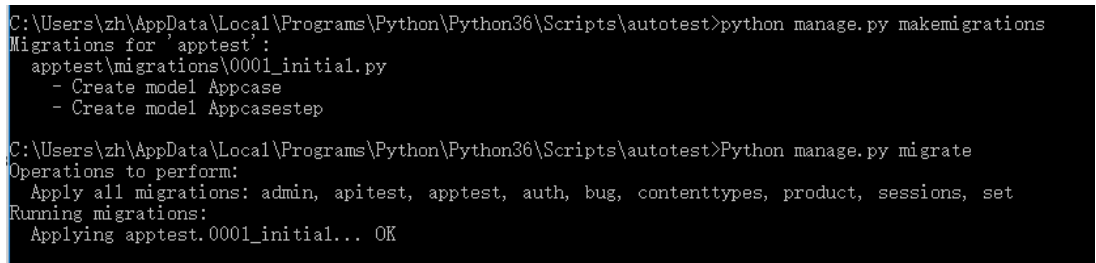 C:\Users\zh\AppData\Local\Programs\Python\Python36\Scripts\autotest>python manage.py makemigrations
Migrations for 'apptest':
  apptest\migrations\0001_initial.py
    - Create model Appcase
    - Create model Appcasestep

C:\Users\zh\AppData\Local\Programs\Python\Python36\Scripts\autotest>Python manage.py migrate
Operations to perform:
  Apply all migrations: admin, apitest, apptest, auth, bug, contenttypes, product, sessions, set
Running migrations:
  Applying apptest.0001_initial... OK